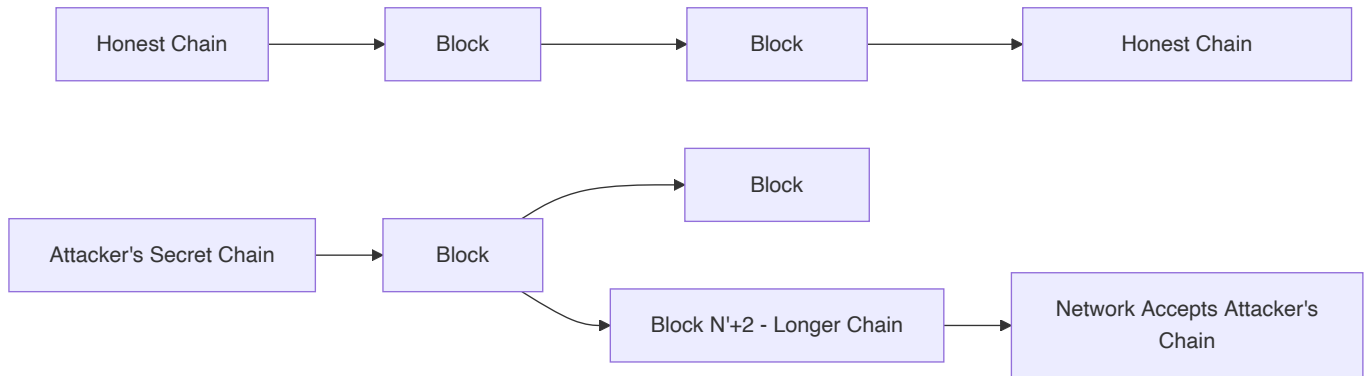 Honest Chain
Block
Block
Honest Chain
Block
Attacker's Secret Chain
Block
Block N'+2 - Longer Chain
Network Accepts Attacker's
Chain